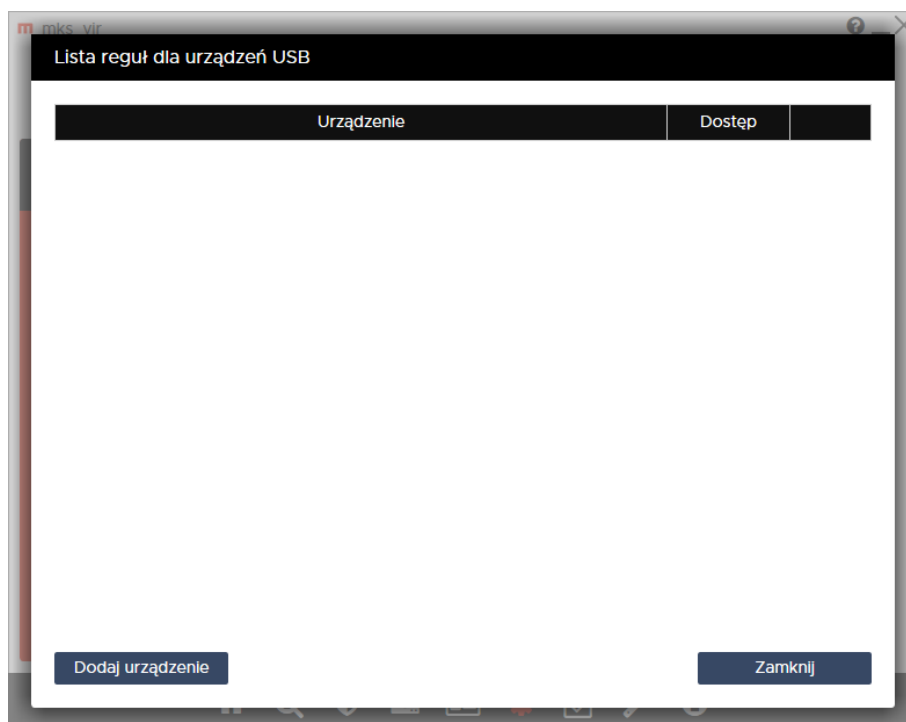 mks_vir
Lista reguł dla urządzeń USB
Urządzenie Dostęp
Dodaj urządzenie Zamknij